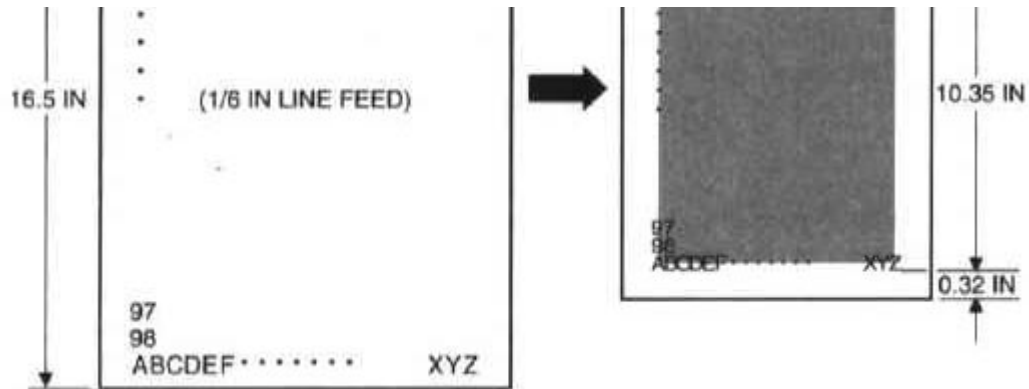 16.5 IN
(1/6 IN LINE FEED)
97
98
ABCDEF·······
XYZ
10.35 IN
97
98
ABCDEF·······
XYZ
0.32 IN